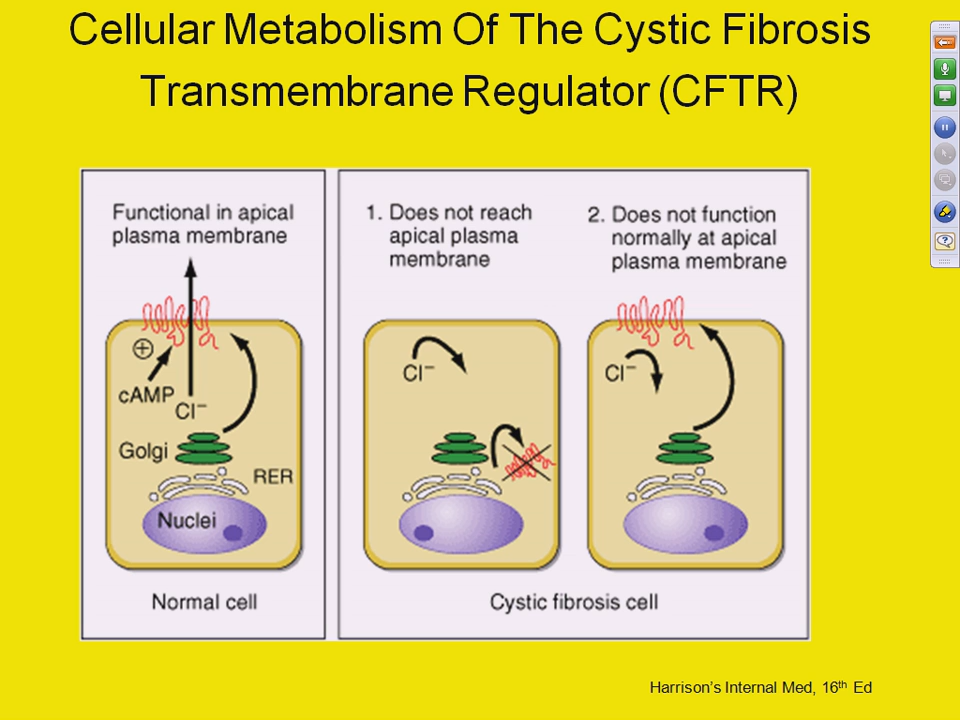 Cellular Metabolism Of The Cystic Fibrosis
Transmembrane Regulator (CFTR)
Functional in apical
plasma membrane
cAMP
Cl⁻
Golgi
RER
Nuclei
Normal cell
1. Does not reach
apical plasma
membrane
Cl⁻
2. Does not function
normally at apical
plasma membrane
Cl⁻
Cystic fibrosis cell
Harrison's Internal Med, 16th Ed